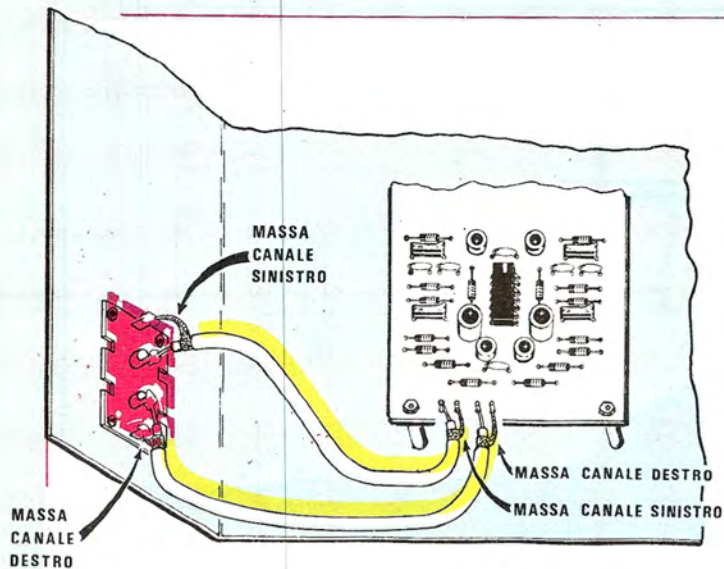 MASSA
CANALE
SINISTRO
MASSA CANALE DESTRO
MASSA CANALE SINISTRO
MASSA
CANALE
DESTRO